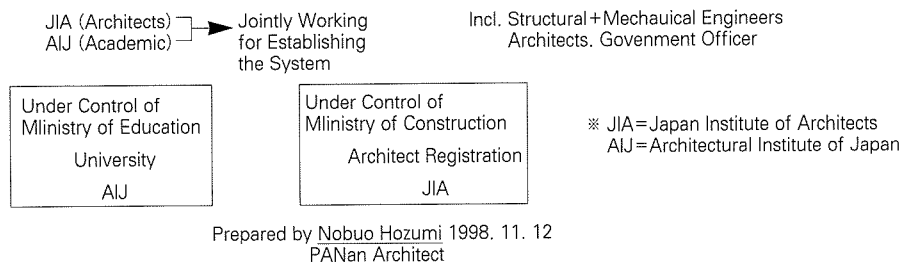 JIA (Architects)
AIJ (Academic)
Jointly Working
for Establishing
the System
Incl. Structural+Mechauical Engineers
Architects. Govenment Officer
Under Control of
Mlinistry of Education
University
AIJ
Under Control of
Mlinistry of Construction
Architect Registration
JIA
※ JIA=Japan Institute of Architects
AIJ=Architectural Institute of Japan
Prepared by Nobuo Hozumi 1998. 11. 12
PANan Architect